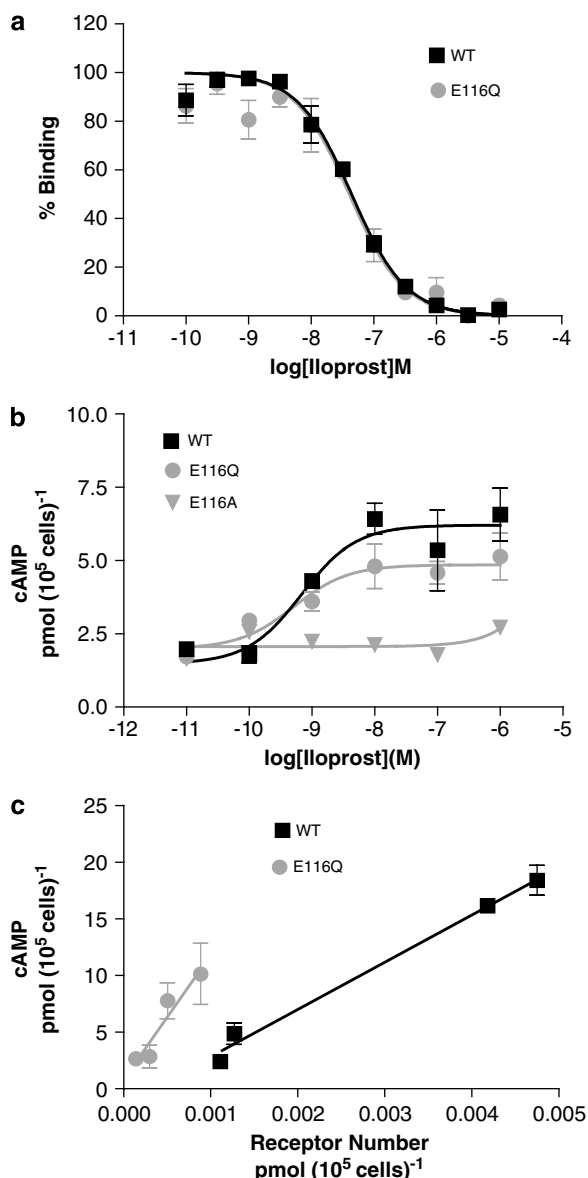 a
WT
E116Q
120
100
80
60
40
20
0
% Binding
-11 -10 -9 -8 -7 -6 -5 -4
log[Iloprost]M
b
WT
E116Q
E116A
10.0
7.5
5.0
2.5
0.0
cAMP
pmol (10⁵ cells)⁻¹
-12 -11 -10 -9 -8 -7 -6 -5
log[Iloprost](M)
c
WT
E116Q
25
20
15
10
5
0
cAMP
pmol (10⁵ cells)⁻¹
0.000 0.001 0.002 0.003 0.004 0.005
Receptor Number
pmol (10⁵ cells)⁻¹